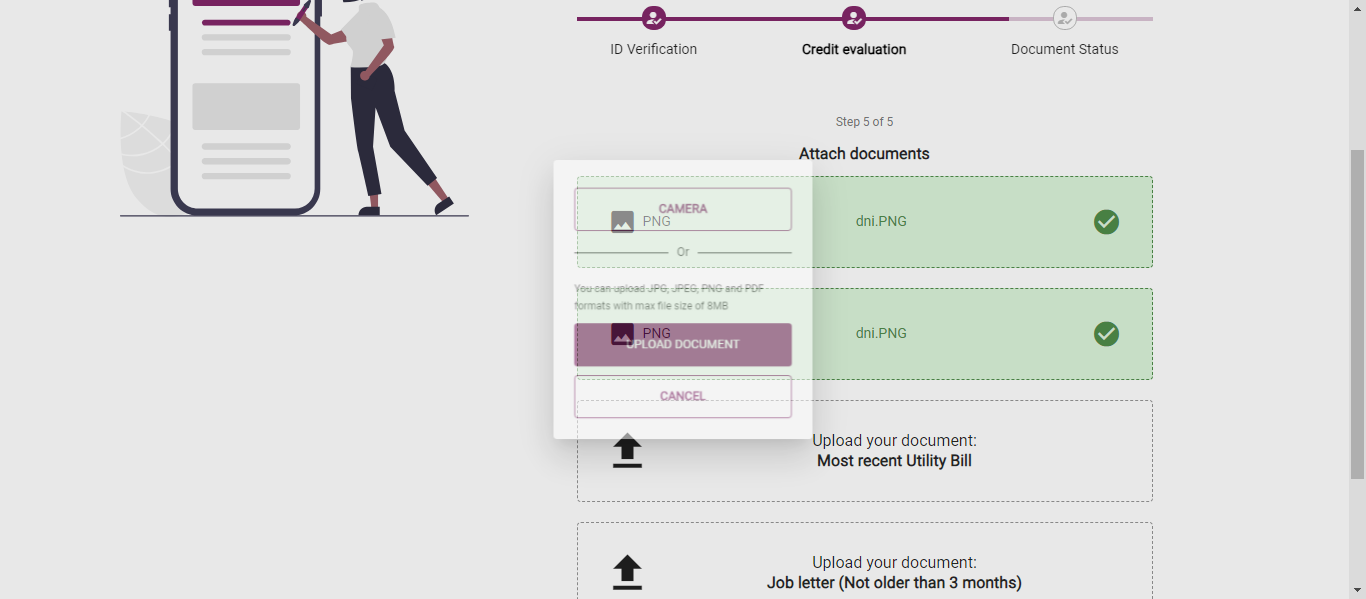 ID Verification
Credit evaluation
Document Status
Step 5 of 5
Attach documents
CAMERA
PNG
dni.PNG
Or
You can upload JPG, JPEG, PNG and PDF
formats with max file size of 8MB
PNG
dni.PNG
UPLOAD DOCUMENT
CANCEL
Upload your document:
Most recent Utility Bill
Upload your document:
Job letter (Not older than 3 months)